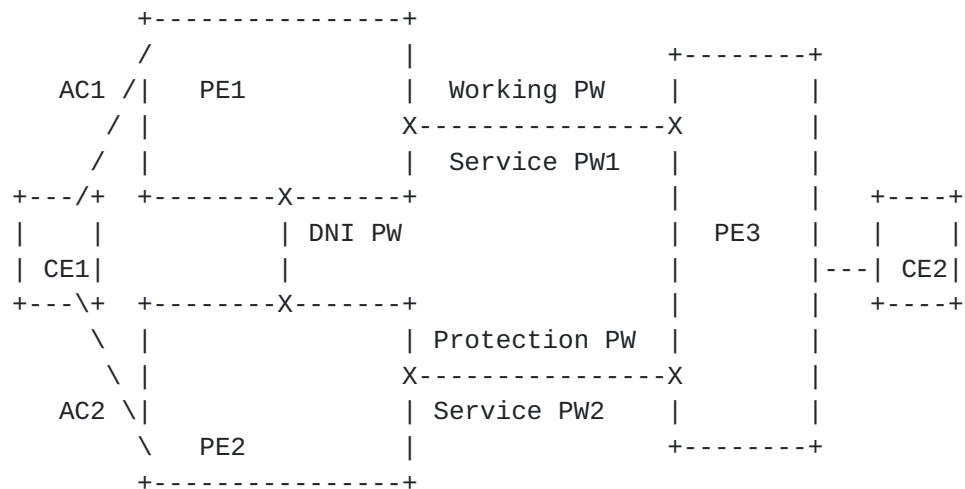 AC1 PE1 Working PW
Service PW1
DNI PW PE3
CE1 CE2
Protection PW
AC2 Service PW2
PE2